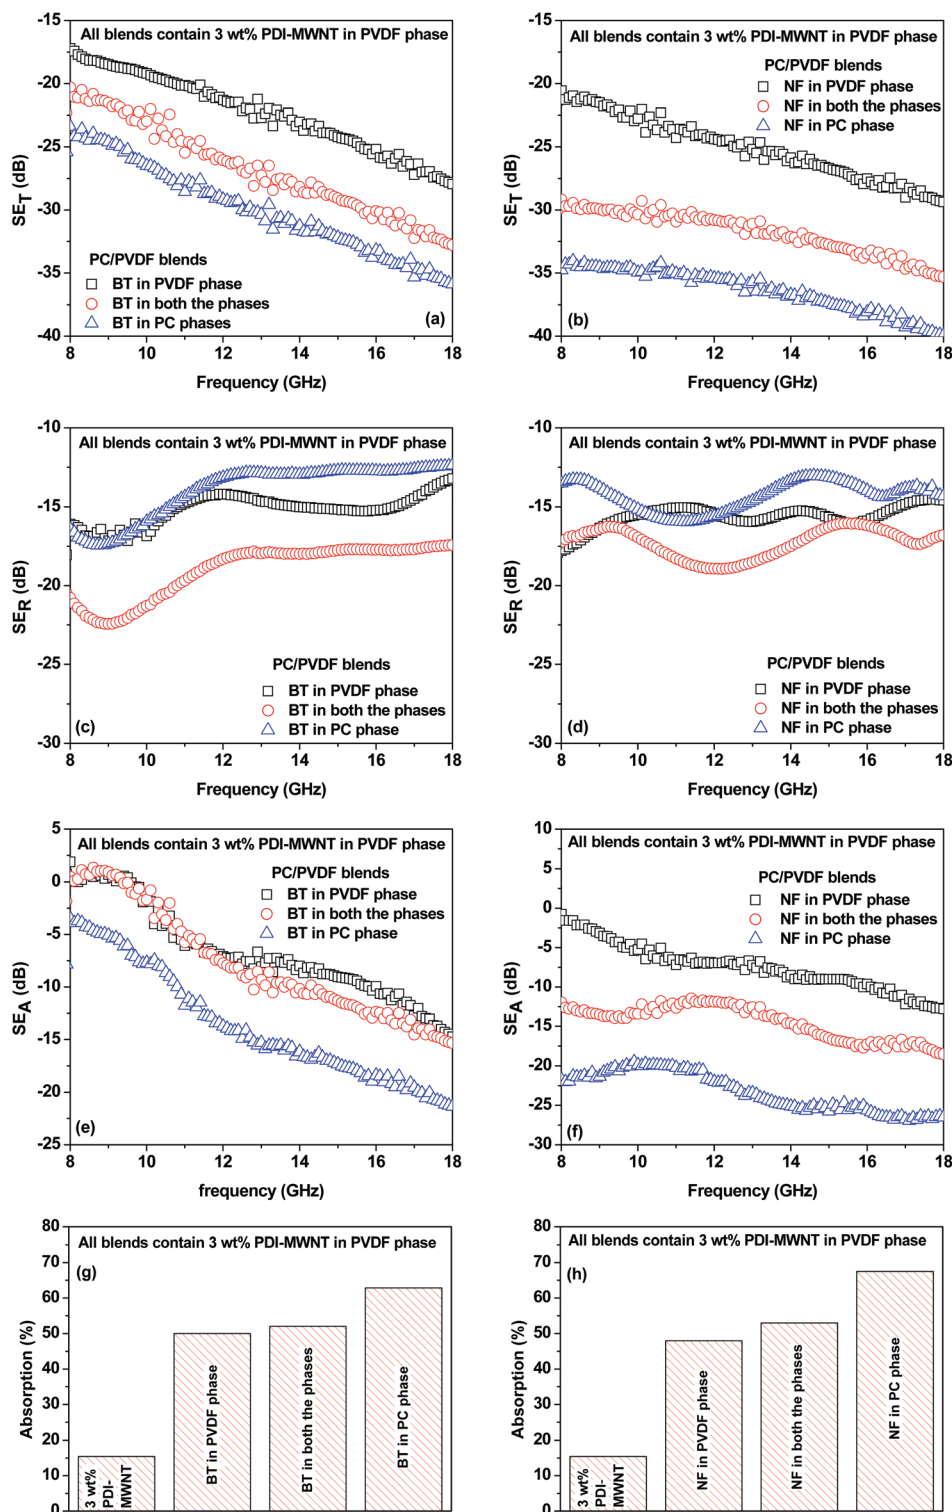 All blends contain 3 wt% PDI-MWNT in PVDF phase
-15
-20
-25
-30
-35
-40
SE_T (dB)
PC/PVDF blends
BT in PVDF phase
BT in both the phases
BT in PC phases
(a)
8 10 12 14 16 18
Frequency (GHz)
All blends contain 3 wt% PDI-MWNT in PVDF phase
-15
-20
-25
-30
-35
-40
SE_T (dB)
PC/PVDF blends
NF in PVDF phase
NF in both the phases
NF in PC phase
(b)
8 10 12 14 16 18
Frequency (GHz)
All blends contain 3 wt% PDI-MWNT in PVDF phase
-10
-15
-20
-25
-30
SE_R (dB)
PC/PVDF blends
BT in PVDF phase
BT in both the phases
BT in PC phase
(c)
8 10 12 14 16 18
Frequency (GHz)
All blends contain 3 wt% PDI-MWNT in PVDF phase
-10
-15
-20
-25
-30
SE_R (dB)
PC/PVDF blends
NF in PVDF phase
NF in both the phases
NF in PC phase
(d)
8 10 12 14 16 18
Frequency (GHz)
All blends contain 3 wt% PDI-MWNT in PVDF phase
5
0
-5
-10
-15
-20
-25
SE_A (dB)
PC/PVDF blends
BT in PVDF phase
BT in both the phases
BT in PC phase
(e)
8 10 12 14 16 18
frequency (GHz)
All blends contain 3 wt% PDI-MWNT in PVDF phase
10
5
0
-5
-10
-15
-20
-25
-30
SE_A (dB)
PC/PVDF blends
NF in PVDF phase
NF in both the phases
NF in PC phase
(f)
8 10 12 14 16 18
Frequency (GHz)
All blends contain 3 wt% PDI-MWNT in PVDF phase
(g)
80
70
60
50
40
30
20
10
0
Absorption (%)
3 wt%
PDI-
MWNT
BT in PVDF phase
BT in both the phases
BT in PC phase
All blends contain 3 wt% PDI-MWNT in PVDF phase
(h)
80
70
60
50
40
30
20
10
0
Absorption (%)
3 wt%
PDI-
MWNT
NF in PVDF phase
NF in both the phases
NF in PC phase